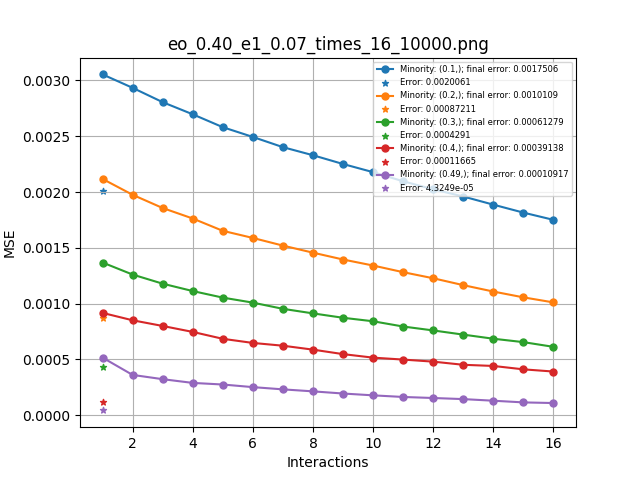 eo_0.40_e1_0.07_times_16_10000.png
MSE
0.0030
0.0025
0.0020
0.0015
0.0010
0.0005
0.0000
Minority: (0.1,); final error: 0.0017506
Error: 0.0020061
Minority: (0.2,); final error: 0.0010109
Error: 0.00087211
Minority: (0.3,); final error: 0.00061279
Error: 0.0004291
Minority: (0.4,); final error: 0.00039138
Error: 0.00011665
Minority: (0.49,); final error: 0.00010917
Error: 4.3249e-05
2 4 6 8 10 12 14 16
Interactions